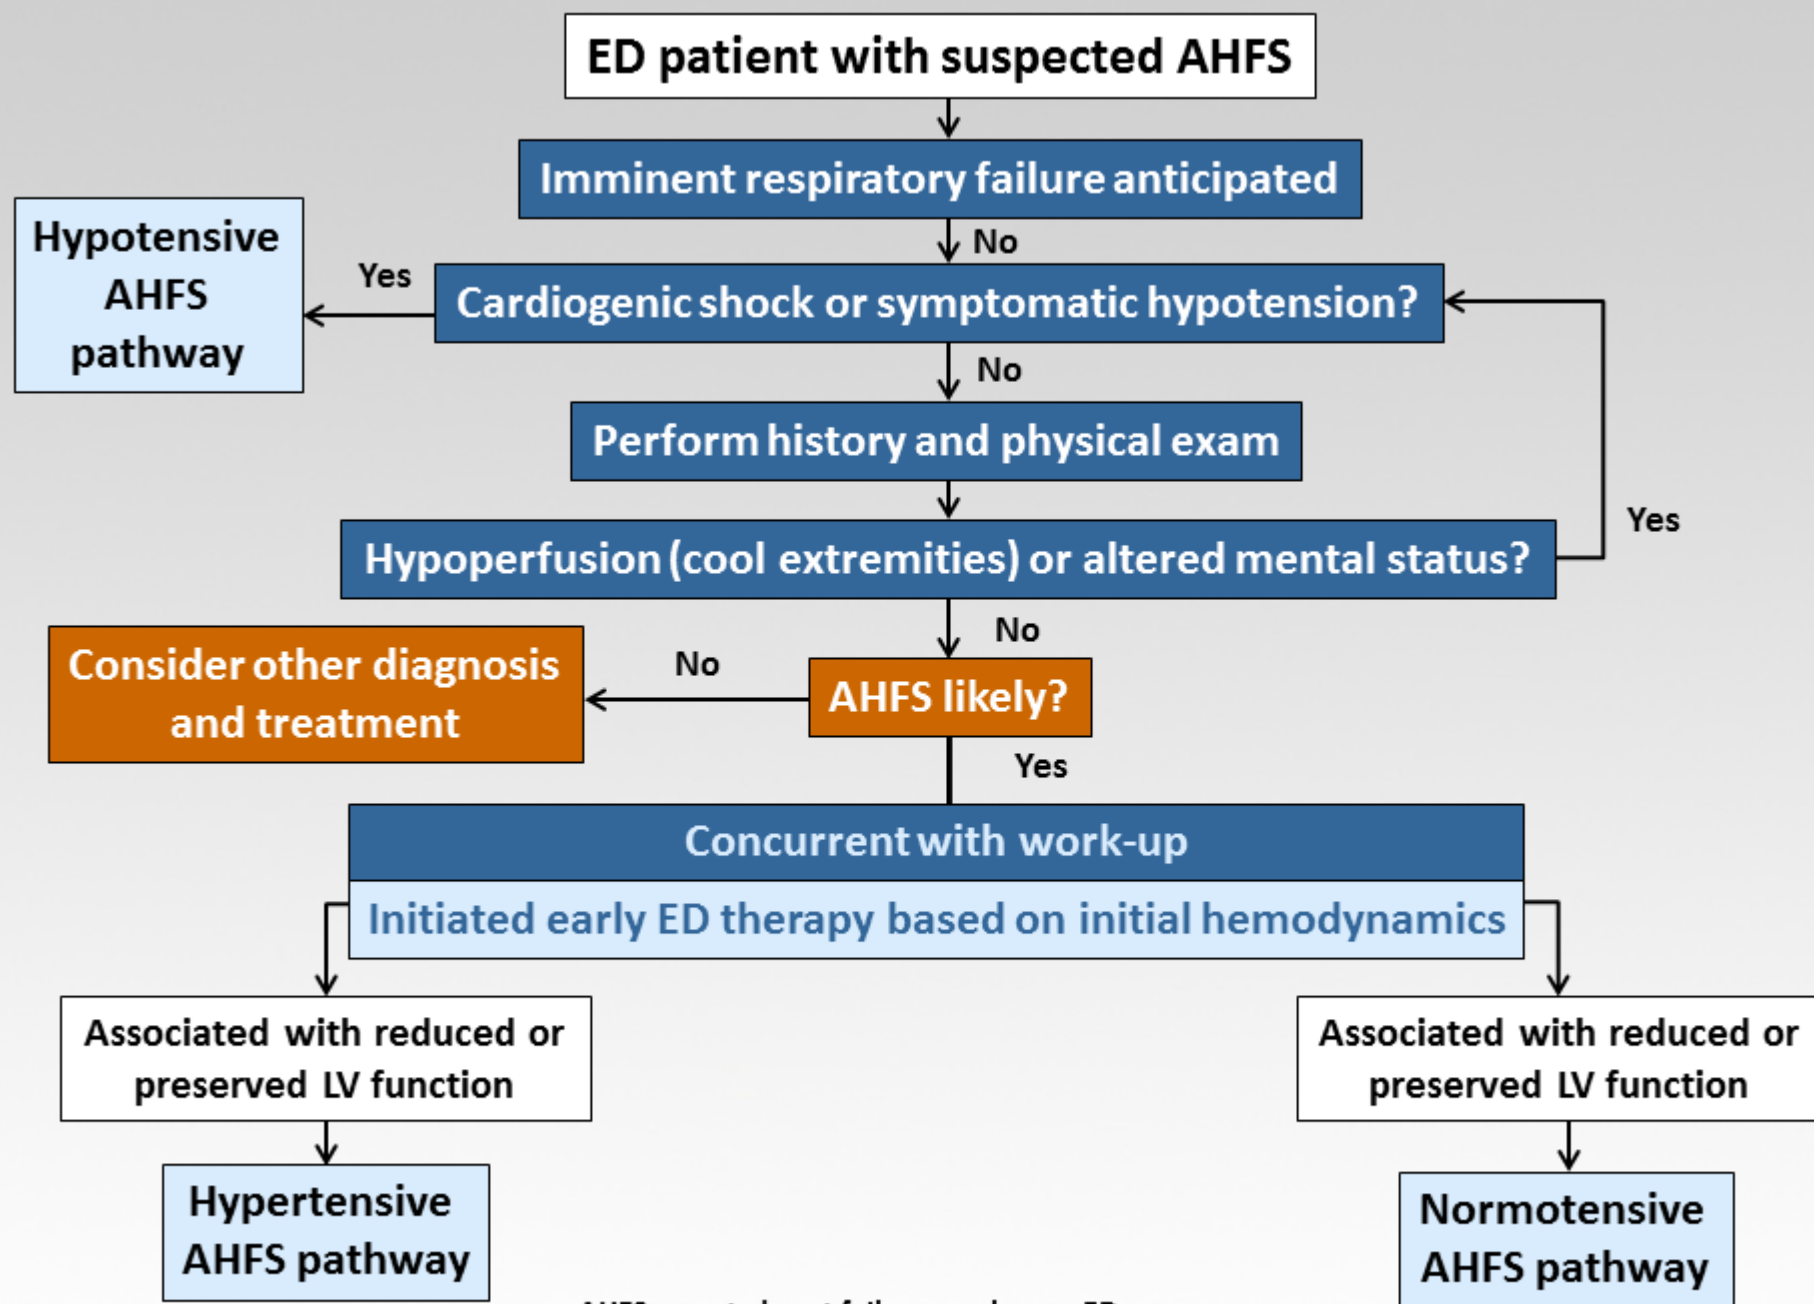 ED patient with suspected AHFS
Imminent respiratory failure anticipated
No
Hypotensive
AHFS
pathway
Yes
Cardiogenic shock or symptomatic hypotension?
No
Perform history and physical exam
Yes
Hypoperfusion (cool extremities) or altered mental status?
No
Consider other diagnosis
and treatment
No
AHFS likely?
Yes
Concurrent with work-up
Initiated early ED therapy based on initial hemodynamics
Associated with reduced or
preserved LV function
Associated with reduced or
preserved LV function
Hypertensive
AHFS pathway
Normotensive
AHFS pathway